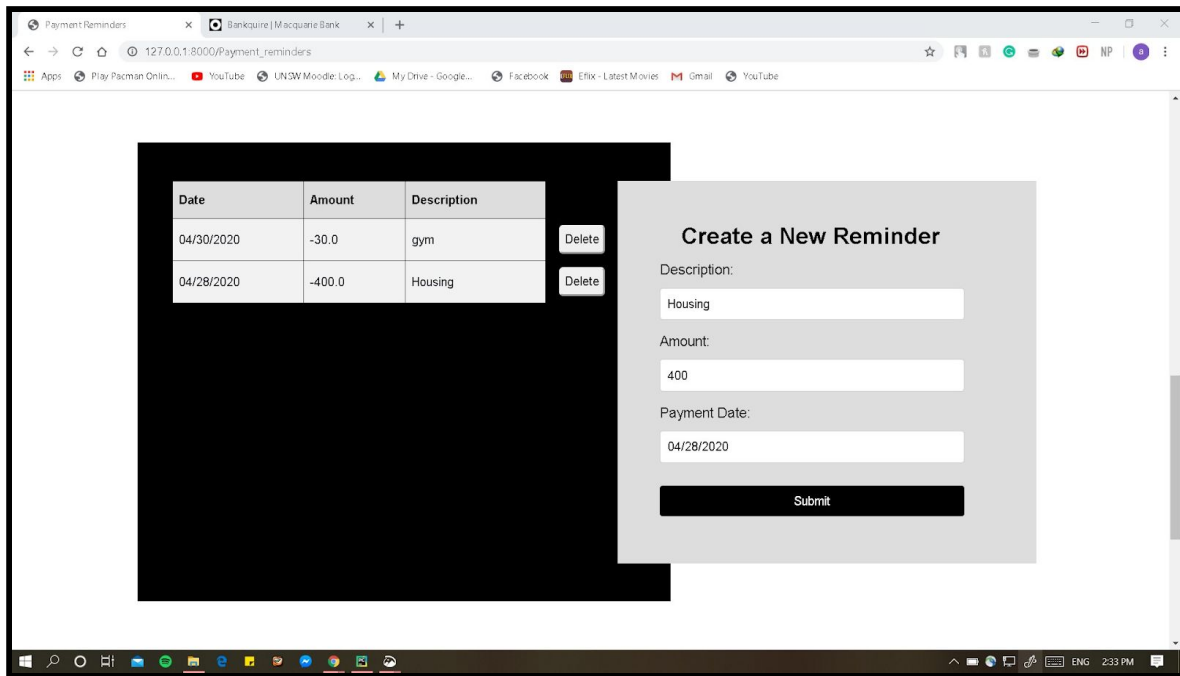 Payment Reminders
Bankquire | Macquarie Bank
127.0.0.1:8000/Payment_reminders
NP
a
Apps
Play Pacman Onlin...
YouTube
UNSW Moodle: Log...
My Drive - Google...
Facebook
Eflix - Latest Movies
Gmail
YouTube
Date Amount Description
04/30/2020 -30.0 gym Delete
04/28/2020 -400.0 Housing Delete
Create a New Reminder
Description:
Housing
Amount:
400
Payment Date:
04/28/2020
Submit
ENG 2:33 PM